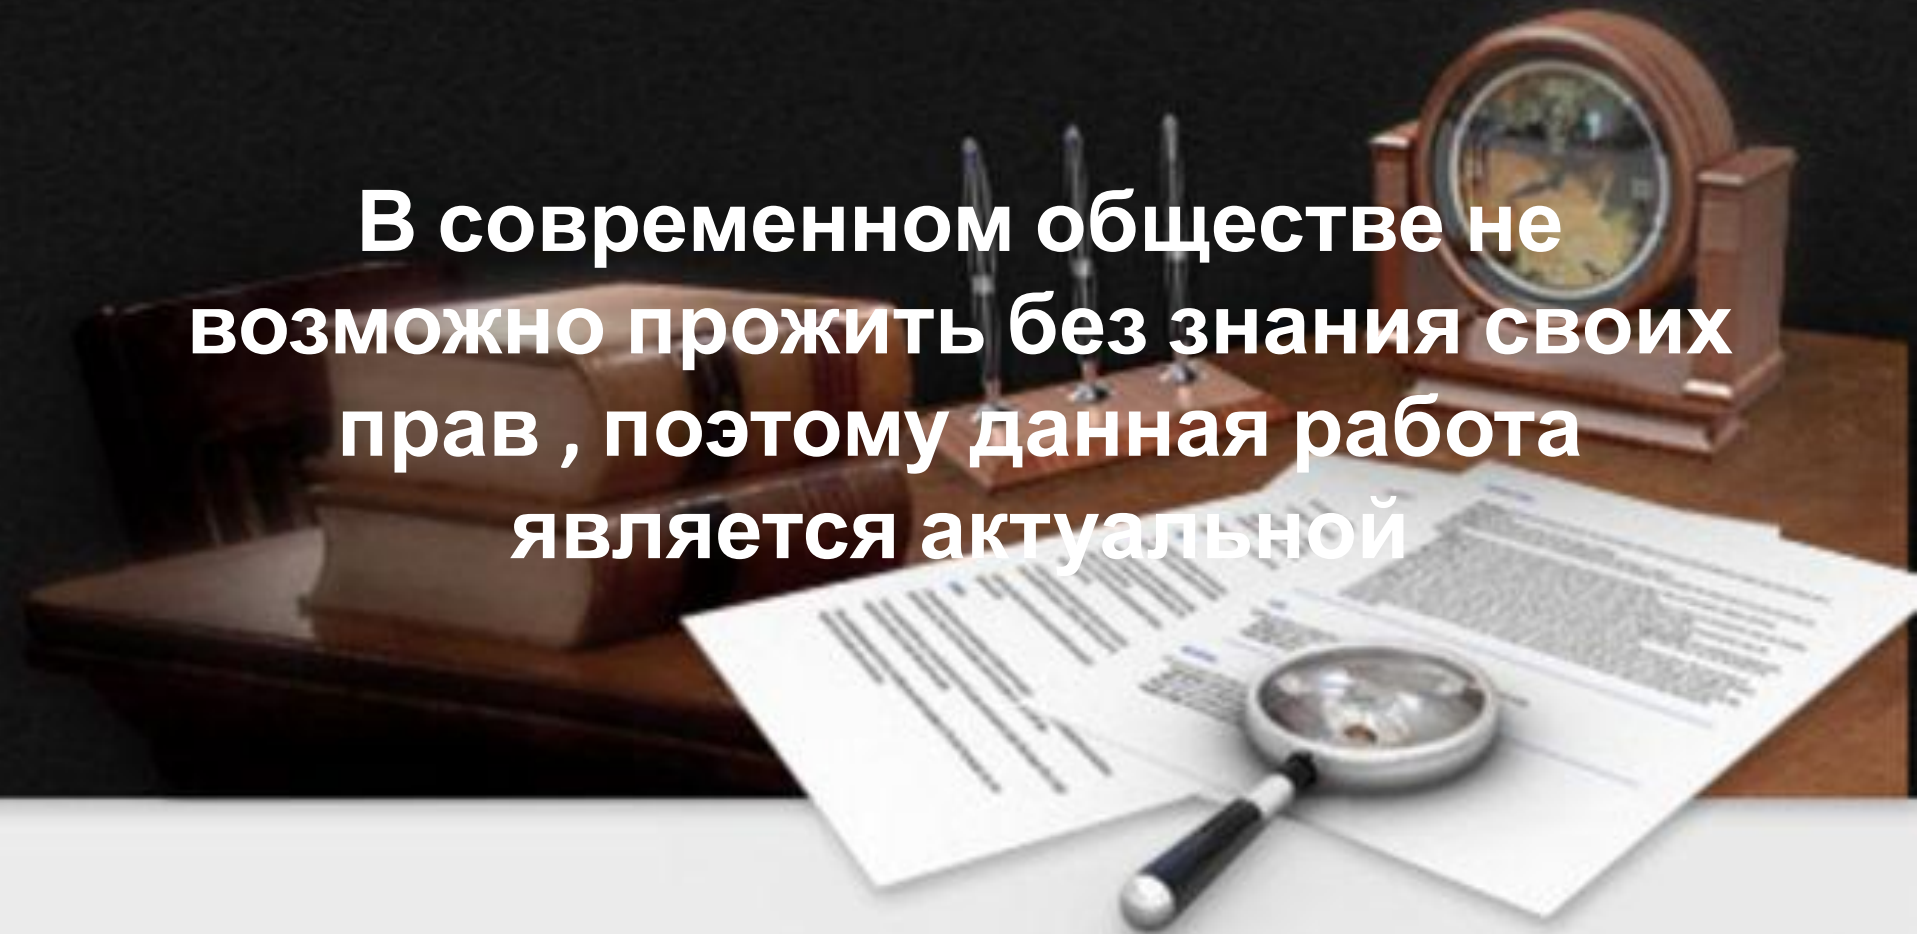 В современном обществе не
возможно прожить без знания своих
прав , поэтому данная работа
является актуальной